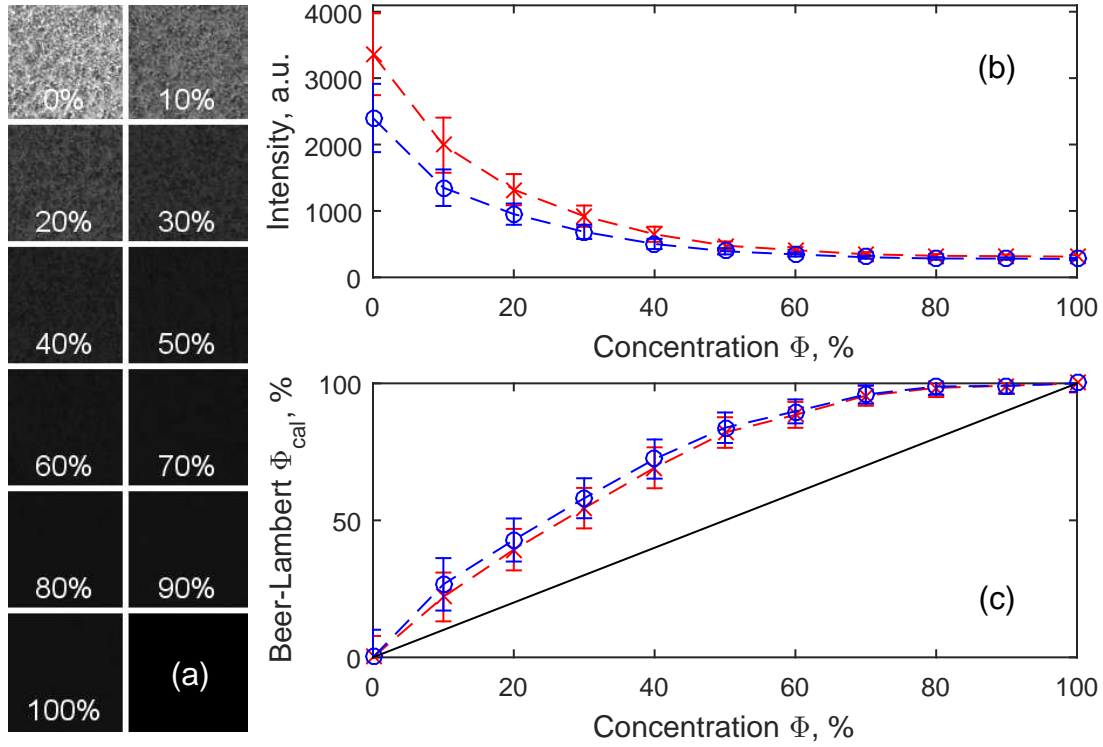 0% 10%
20% 30%
40% 50%
60% 70%
80% 90%
100% (a)
Intensity, a.u.
4000
3000
2000
1000
0
(b)
0 20 40 60 80 100
Concentration Φ, %
Beer-Lambert Φcal, %
100
50
0
(c)
0 20 40 60 80 100
Concentration Φ, %